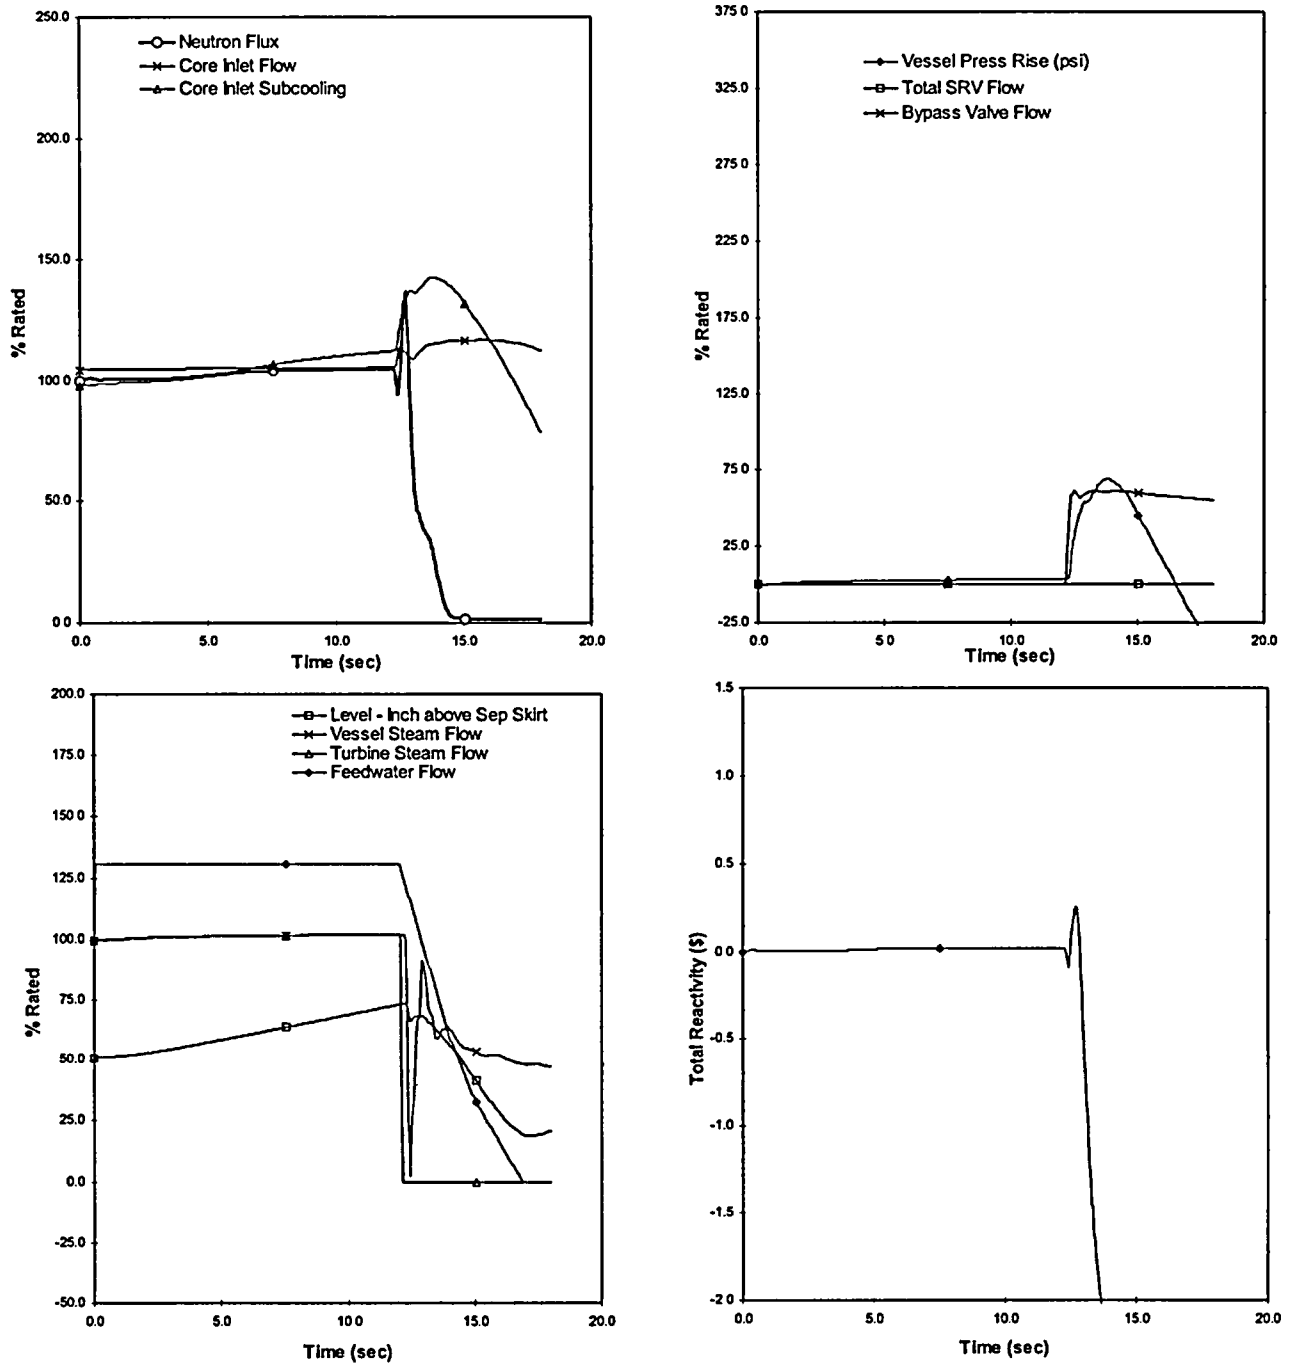 250.0
200.0
150.0
100.0
50.0
0.0
% Rated
Neutron Flux
Core Inlet Flow
Core Inlet Subcooling
0.0 5.0 10.0 15.0 20.0
Time (sec)
375.0
325.0
275.0
225.0
175.0
125.0
75.0
25.0
-25.0
% Rated
Vessel Press Rise (psi)
Total SRV Flow
Bypass Valve Flow
0.0 5 0 10.0 15.0 20.0
Time (sec)
200.0
175.0
150.0
125.0
100.0
75.0
50.0
25.0
0.0
-25.0
-50.0
% Rated
Level - Inch above Sep Skirt
Vessel Steam Flow
Turbine Steam Flow
Feedwater Flow
0.0 5.0 10.0 15.0 20.0
Time (sec)
1.5
1.0
0.5
0.0
-0.5
-1.0
-1.5
-2 0
Total Reactivity ($)
0.0 5.0 10.0 15.0 20.0
Time (sec)